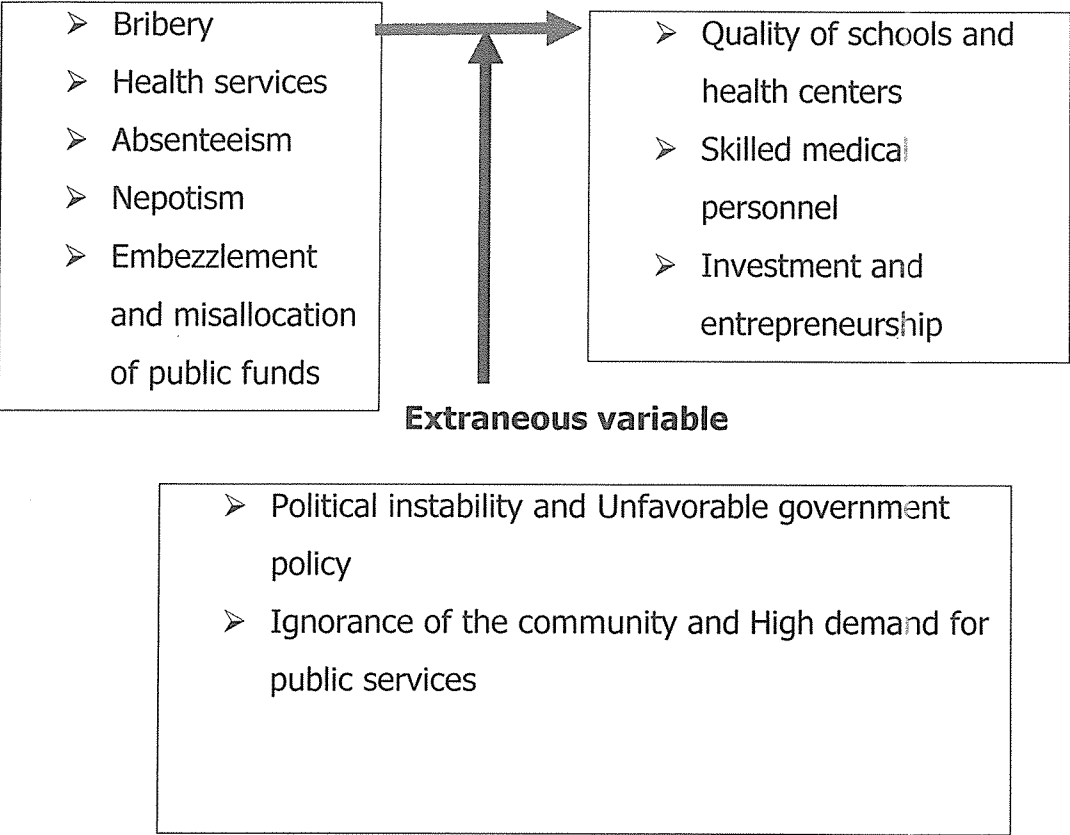 ➢ Bribery
➢ Health services
➢ Absenteeism
➢ Nepotism
➢ Embezzlement
and misallocation
of public funds
➢ Quality of schools and
health centers
➢ Skilled medical
personnel
➢ Investment and
entrepreneurship
Extraneous variable
➢ Political instability and Unfavorable government
policy
➢ Ignorance of the community and High demand for
public services